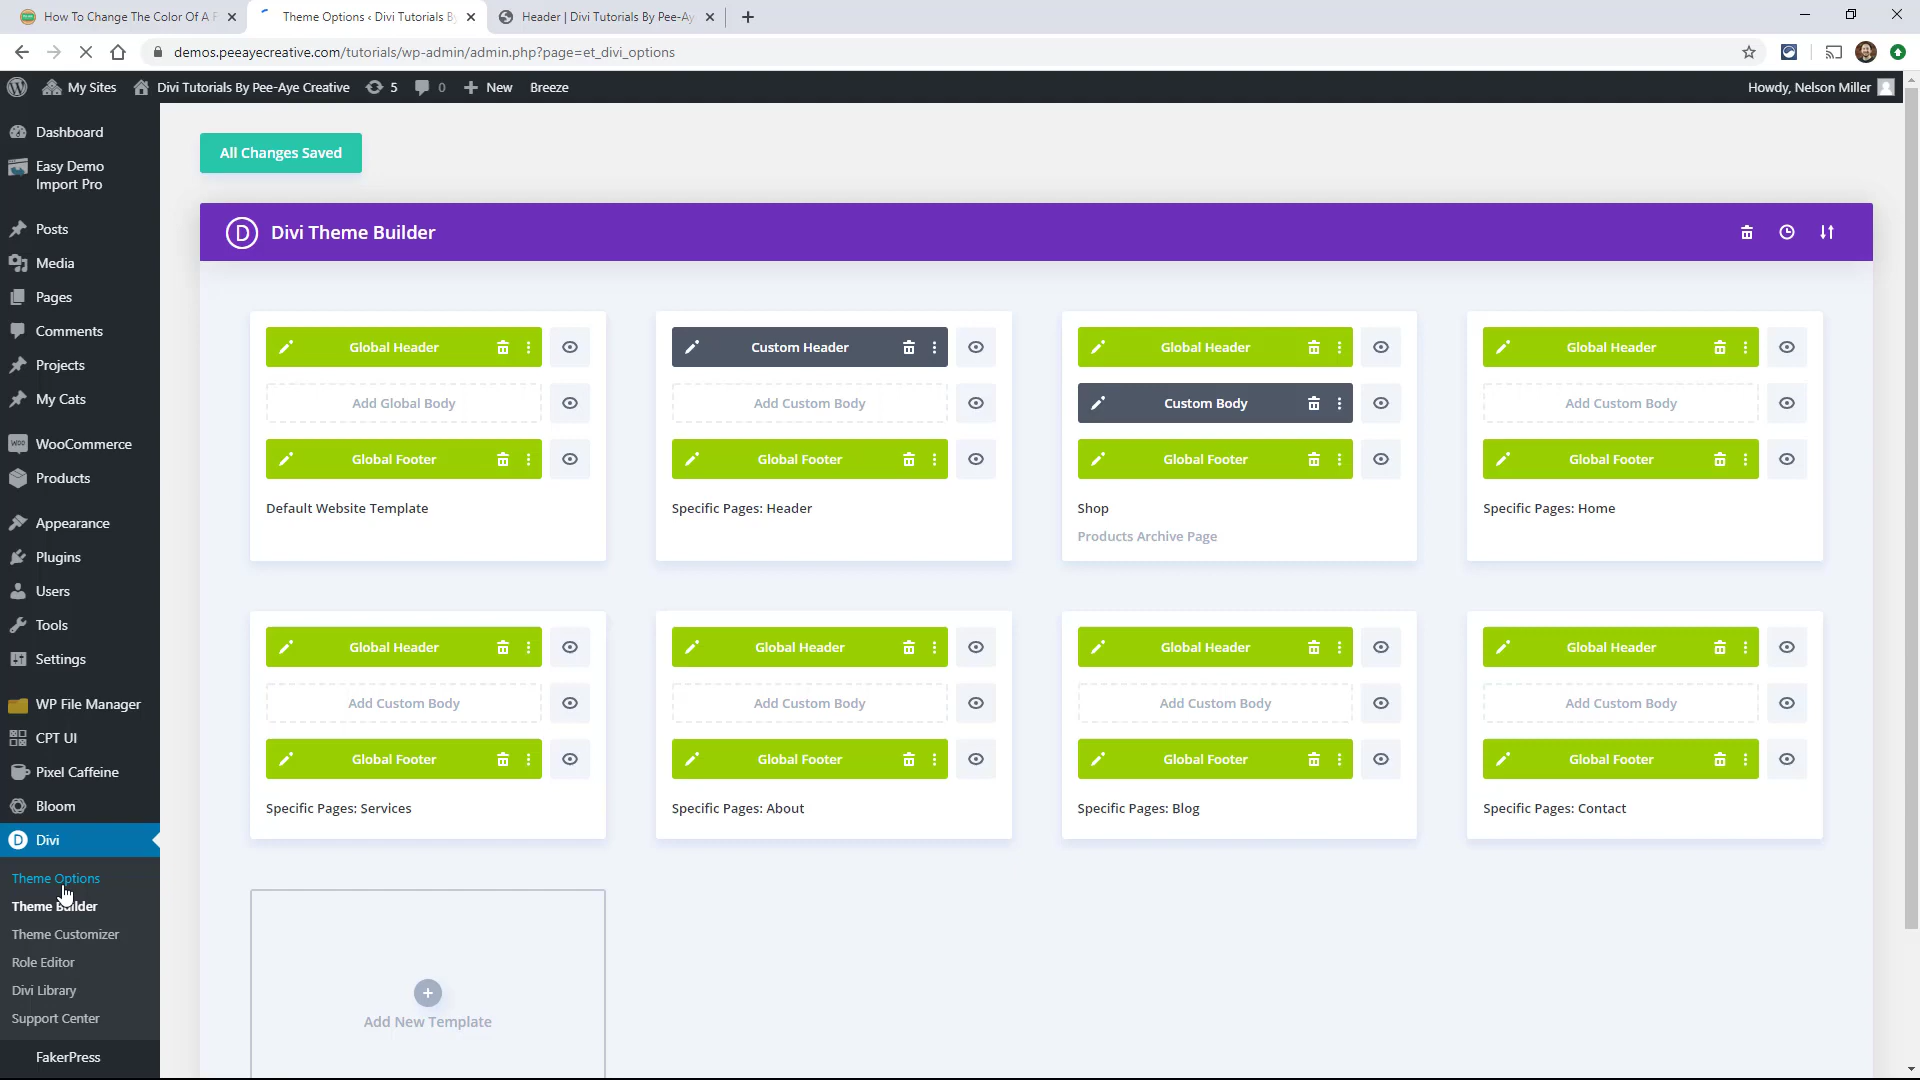 How To Change The Color Of A F
Theme Options ‹ Divi Tutorials By
Header | Divi Tutorials By Pee-Ay
demos.peeayecreative.com/tutorials/wp-admin/admin.php?page=et_divi_options
My Sites
Divi Tutorials By Pee-Aye Creative
5
0
New
Breeze
Howdy, Nelson Miller
Dashboard
Easy Demo
Import Pro
Posts
Media
Pages
Comments
Projects
My Cats
WooCommerce
Products
Appearance
Plugins
Users
Tools
Settings
WP File Manager
CPT UI
Pixel Caffeine
Bloom
D
Divi
Theme Options
Theme Builder
Theme Customizer
Role Editor
Divi Library
Support Center
FakerPress
All Changes Saved
D
Divi Theme Builder
Global Header
Add Global Body
Global Footer
Default Website Template
Custom Header
Add Custom Body
Global Footer
Specific Pages: Header
Global Header
Custom Body
Global Footer
Shop
Products Archive Page
Global Header
Add Custom Body
Global Footer
Specific Pages: Home
Global Header
Add Custom Body
Global Footer
Specific Pages: Services
Global Header
Add Custom Body
Global Footer
Specific Pages: About
Global Header
Add Custom Body
Global Footer
Specific Pages: Blog
Global Header
Add Custom Body
Global Footer
Specific Pages: Contact
Add New Template